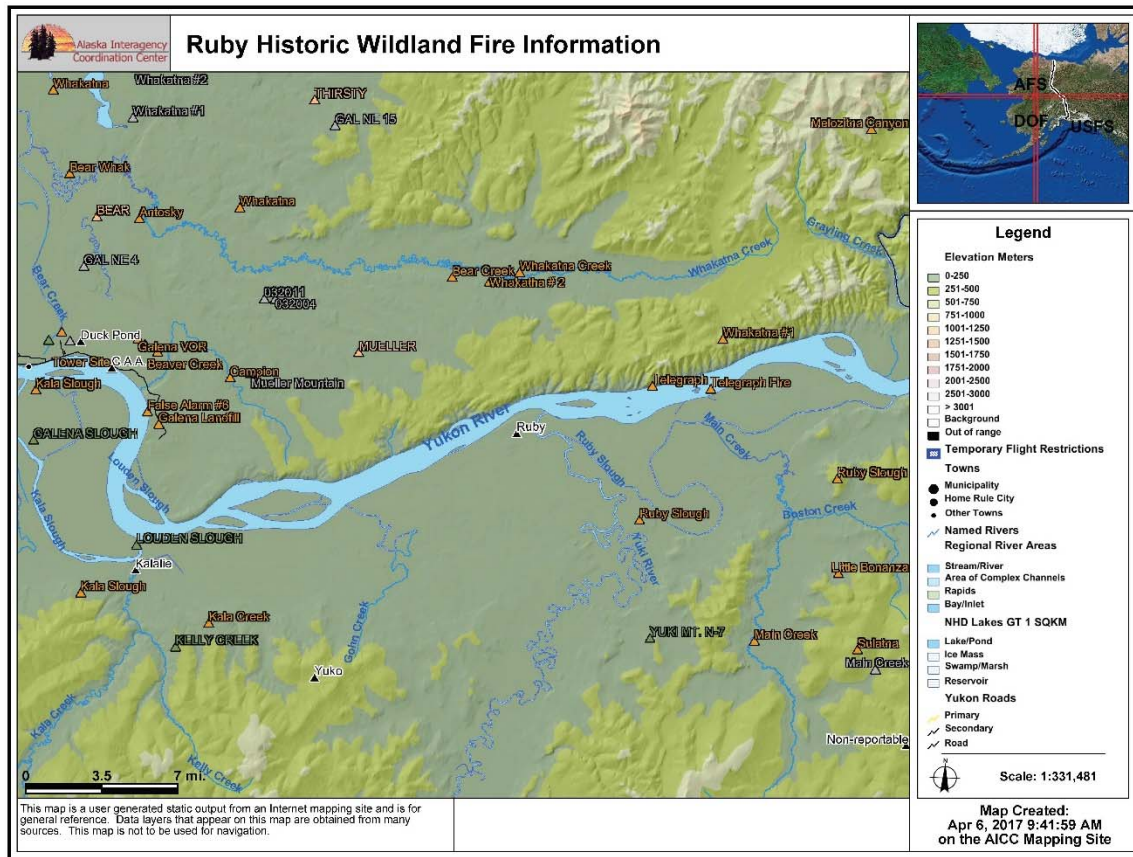 Alaska Interagency
Coordination Center
Ruby Historic Wildland Fire Information
Whakatna
Whakatna #2
Whakatna #1
THIRSTY
GAL NE 15
Melozitna Canyon
Bear Whak
BEAR
Antosky
Whakatna
GAL NE 4
Bear Creek
Bear Creek
Whakatna Creek
Whakatna # 2
Whakatna Creek
Grayling Creek
032011
032004
Duck Pond
Galena VOR
Tower Site
C.A.A
Beaver Creek
MUELLER
Whakatna #1
Kala Slough
Campion
Mueller Mountain
Telegraph
Telegraph Fire
False Alarm #6
Galena Landfill
Yukon River
Ruby
GALENA SLOUGH
Louden Slough
Kala Slough
Ruby Slough
Main Creek
Ruby Slough
Ruby Slough
Boston Creek
LOUDEN SLOUGH
Yuki River
Kalalie
Little Bonanza
Kala Slough
Kala Creek
Gohn Creek
KELLY CREEK
YUKI MT. N-7
Main Creek
Sulatna
Main Creek
Yuko
Kala Creek
Kelly Creek
Non-reportable
0 3.5 7 mi.
This map is a user generated static output from an Internet mapping site and is for
general reference. Data layers that appear on this map are obtained from many
sources. This map is not to be used for navigation.
AFS
DOF
USFS
Legend
Elevation Meters
0-250
251-500
501-750
751-1000
1001-1250
1251-1500
1501-1750
1751-2000
2001-2500
2501-3000
> 3001
Background
Out of range
Temporary Flight Restrictions
Towns
Municipality
Home Rule City
Other Towns
Named Rivers
Regional River Areas
Stream/River
Area of Complex Channels
Rapids
Bay/Inlet
NHD Lakes GT 1 SQKM
Lake/Pond
Ice Mass
Swamp/Marsh
Reservoir
Yukon Roads
Primary
Secondary
Road
N
Scale: 1:331,481
Map Created:
Apr 6, 2017 9:41:59 AM
on the AICC Mapping Site